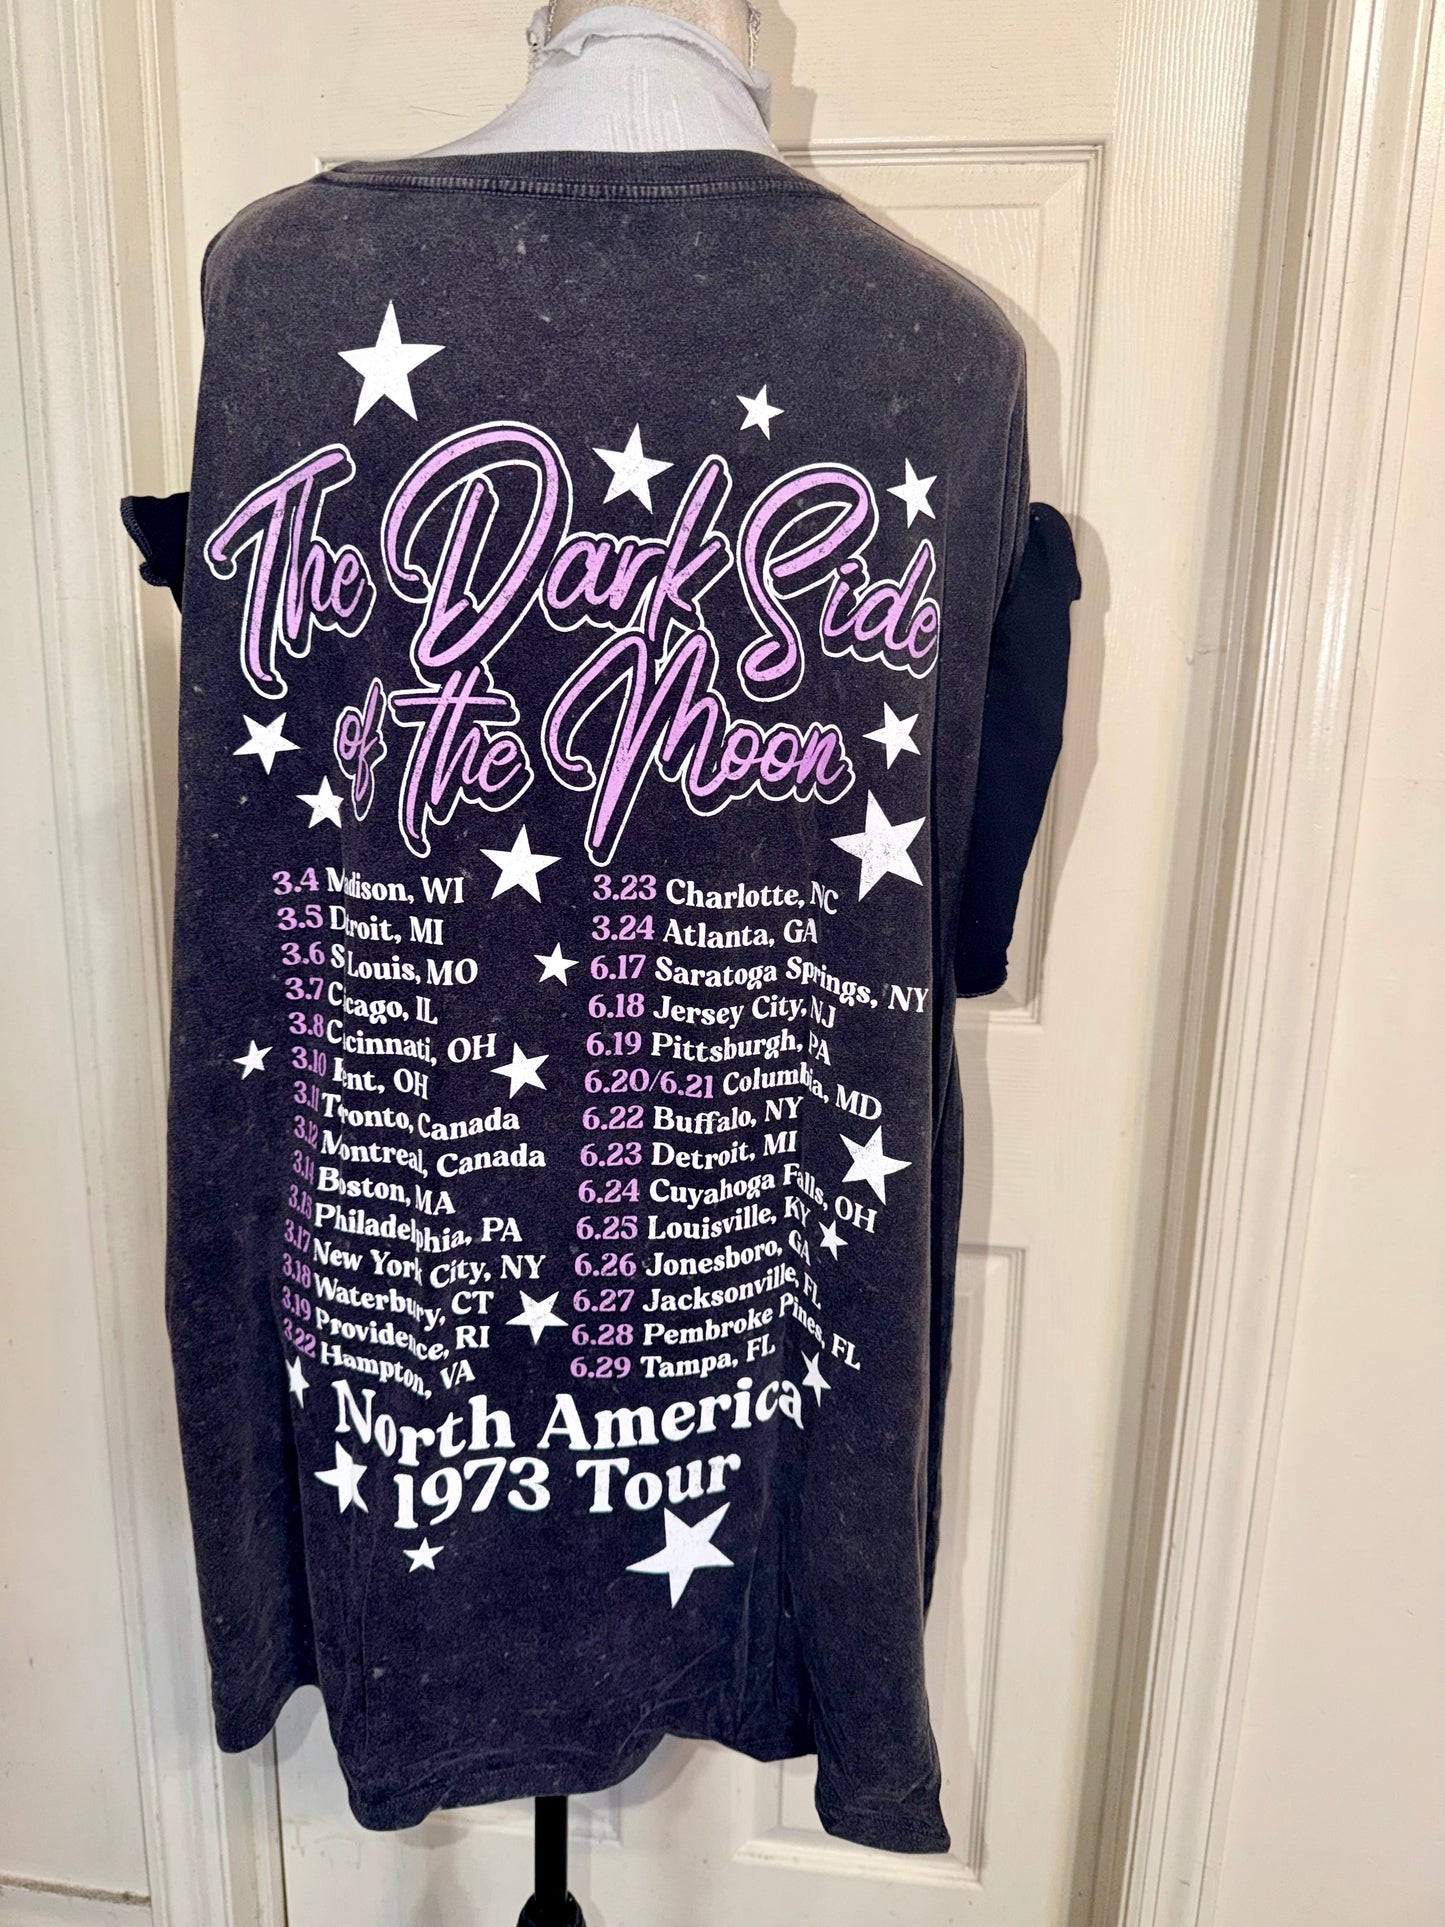 The Dark Side
of the Moon
3.4 Madison, WI
3.5 Detroit, MI
3.6 St Louis, MO
3.7 Chicago, IL
3.8 Cincinnati, OH
3.10 Kent, OH
3.11 Toronto, Canada
3.12 Montreal, Canada
3.14 Boston, MA
3.15 Philadelphia, PA
3.17 New York City, NY
3.18 Waterbury, CT
3.19 Providence, RI
3.22 Hampton, VA
3.23 Charlotte, NC
3.24 Atlanta, GA
6.17 Saratoga Springs, NY
6.18 Jersey City, NJ
6.19 Pittsburgh, PA
6.20/6.21 Columbia, MD
6.22 Buffalo, NY
6.23 Detroit, MI
6.24 Cuyahoga Falls, OH
6.25 Louisville, KY
6.26 Jonesboro, GA
6.27 Jacksonville, FL
6.28 Pembroke Pines, FL
6.29 Tampa, FL
North America
1973 Tour